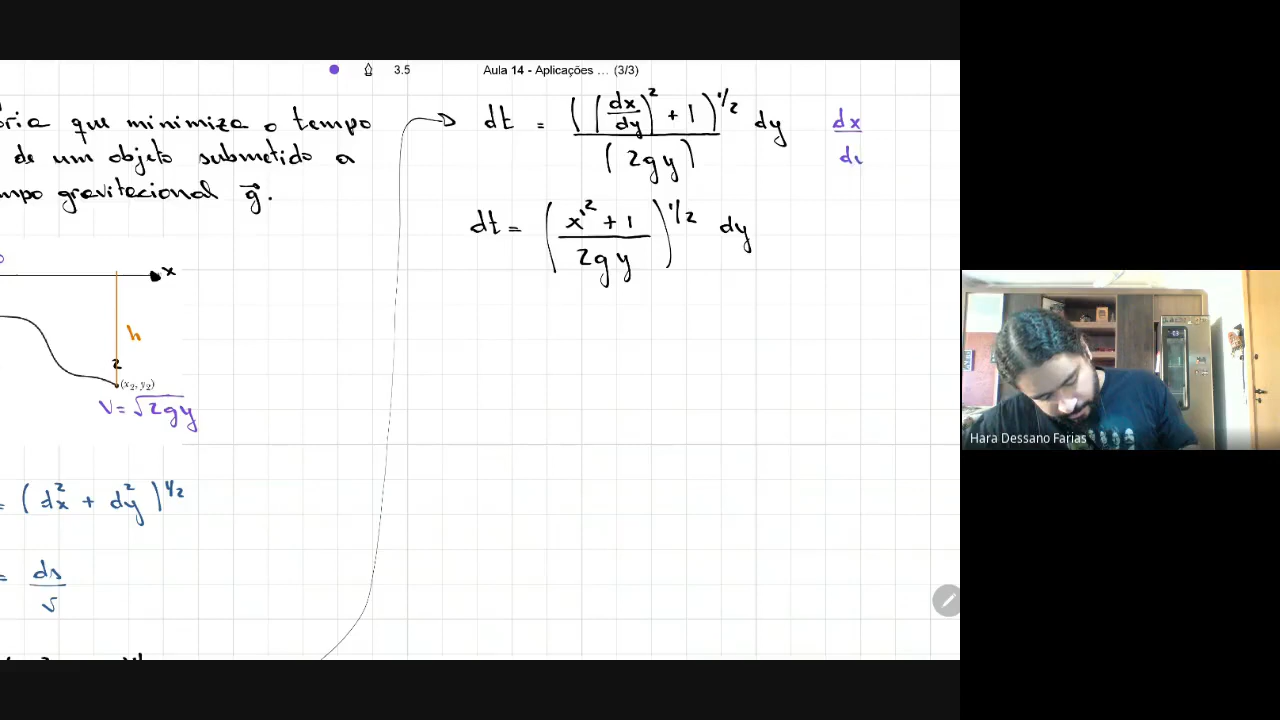 3.5 Aula 14 - Aplicações ... (3/3)
ória que minimiza o tempo
de um objeto submetido a
mpo gravitacional g⃗.
x
h
2
(x₂, y₂)
v = √2gy
= (dx² + dy²)^1/2
= ds/v
dt = ((dx/dy)² + 1)^1/2 / (2gy) dy
dx/d
dt = (x'² + 1 / 2gy)^1/2 dy
Hara Dessano Farias